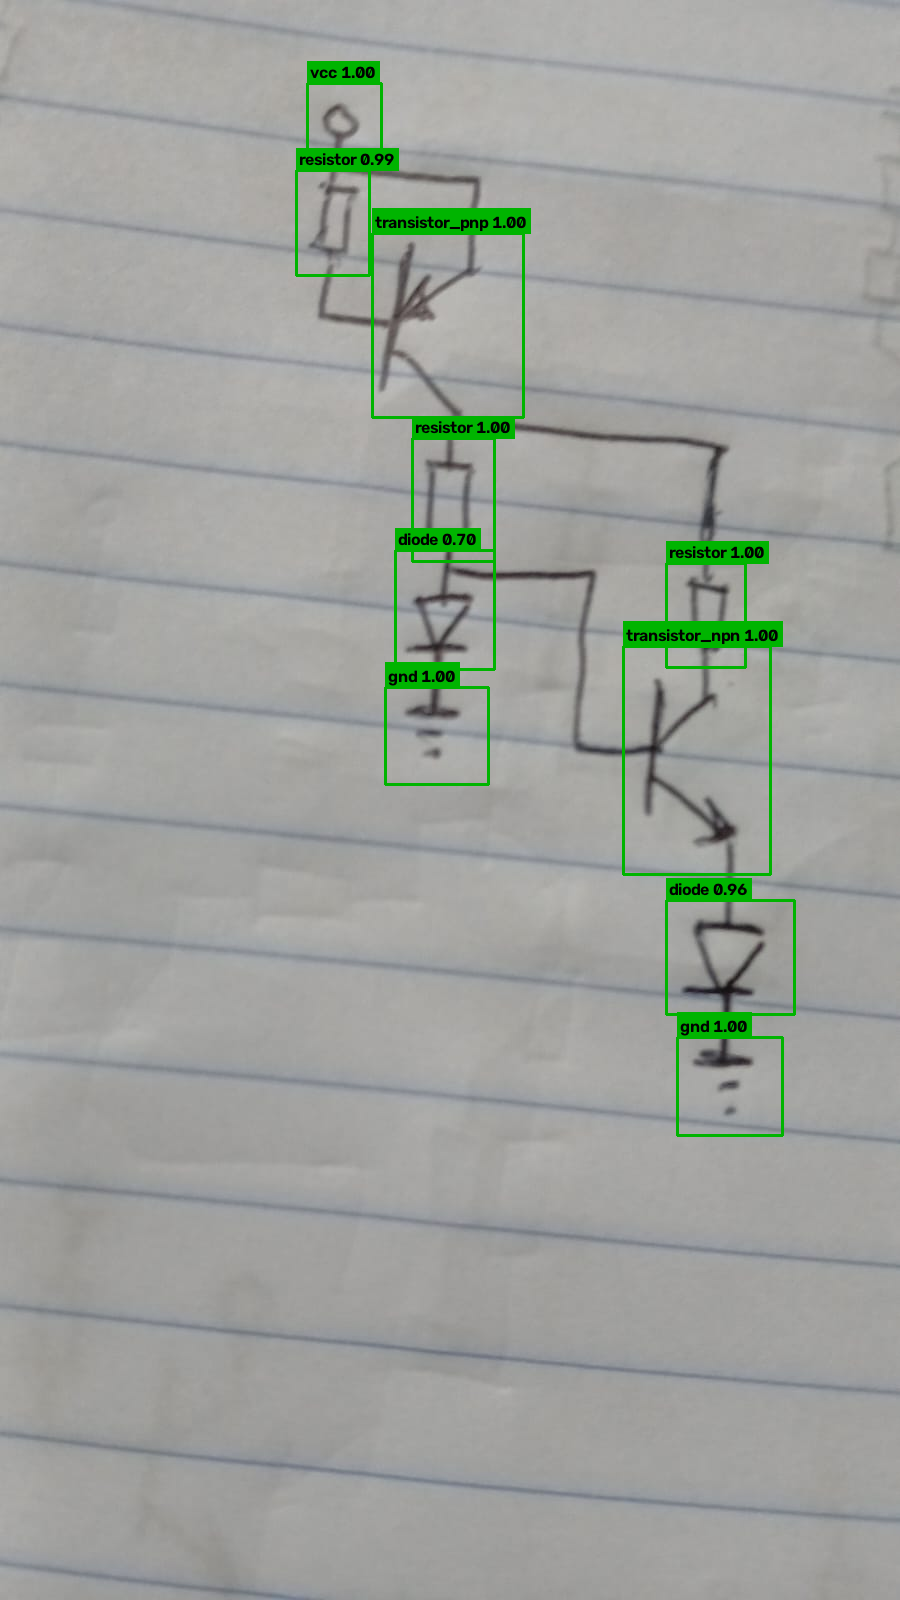 vcc 1.00
resistor 0.99
transistor_pnp 1.00
resistor 1.00
diode 0.70
resistor 1.00
transistor_npn 1.00
gnd 1.00
diode 0.96
gnd 1.00